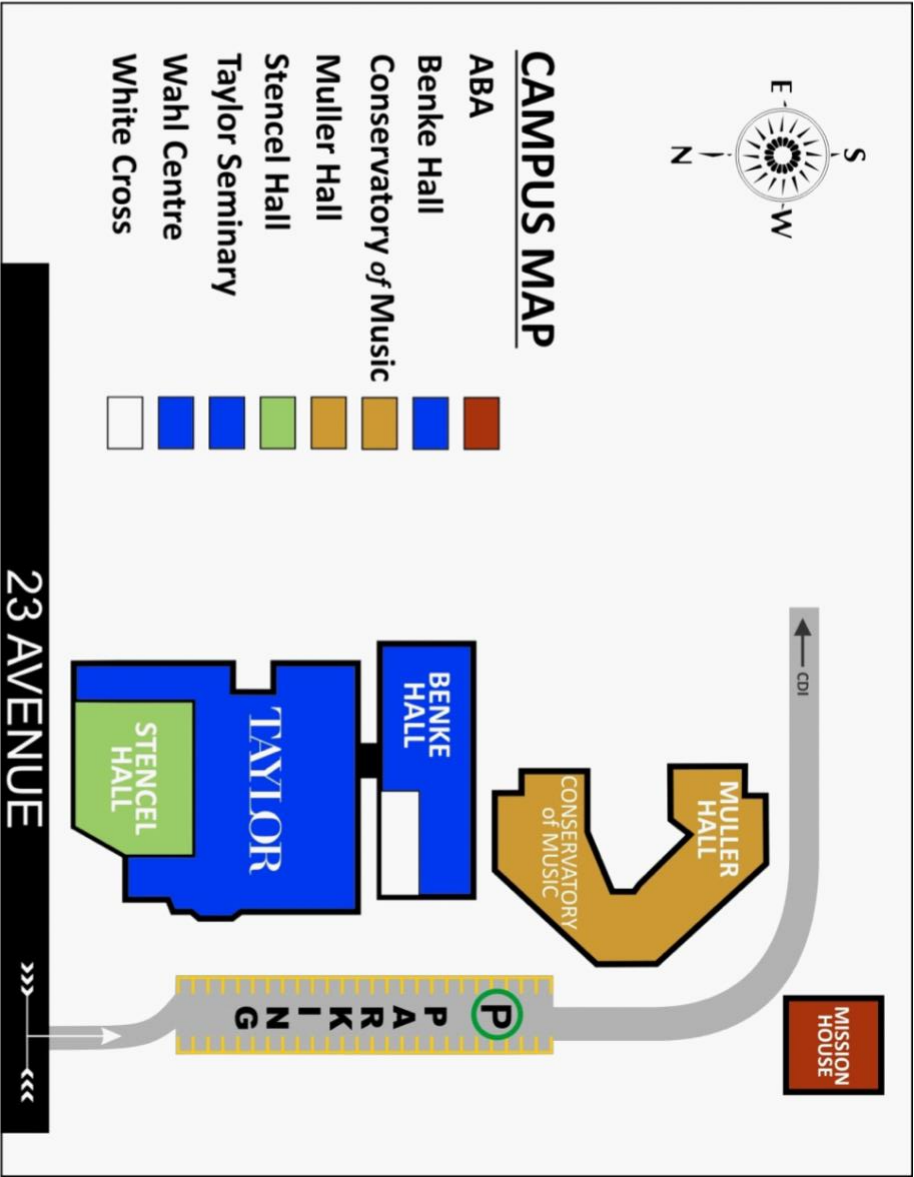 S
E
W
N
CAMPUS MAP
ABA
Benke Hall
Conservatory of Music
Muller Hall
Stencel Hall
Taylor Seminary
Wahl Centre
White Cross
CDI
MISSION
HOUSE
MULLER
HALL
CONSERVATORY
of MUSIC
BENKE
HALL
TAYLOR
STENCEL
HALL
P
PARKING
23 AVENUE